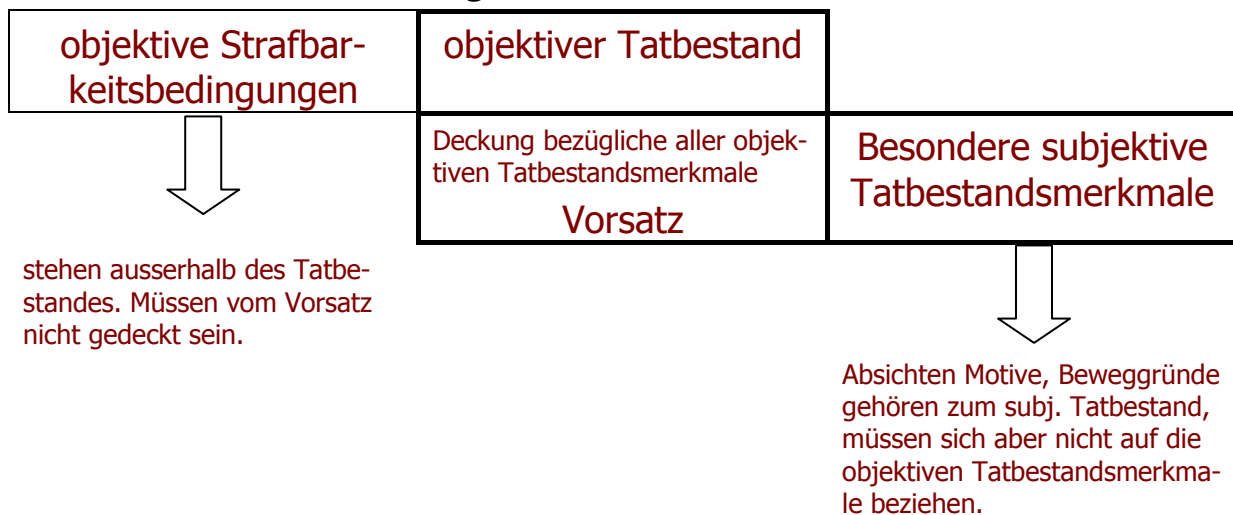 objektive Strafbar-
keitsbedingungen
objektiver Tatbestand
Deckung bezügliche aller objek-
tiven Tatbestandsmerkmale
Vorsatz
Besondere subjektive
Tatbestandsmerkmale
stehen ausserhalb des Tatbe-
standes. Müssen vom Vorsatz
nicht gedeckt sein.
Absichten Motive, Beweggründe
gehören zum subj. Tatbestand,
müssen sich aber nicht auf die
objektiven Tatbestandsmerkma-
le beziehen.